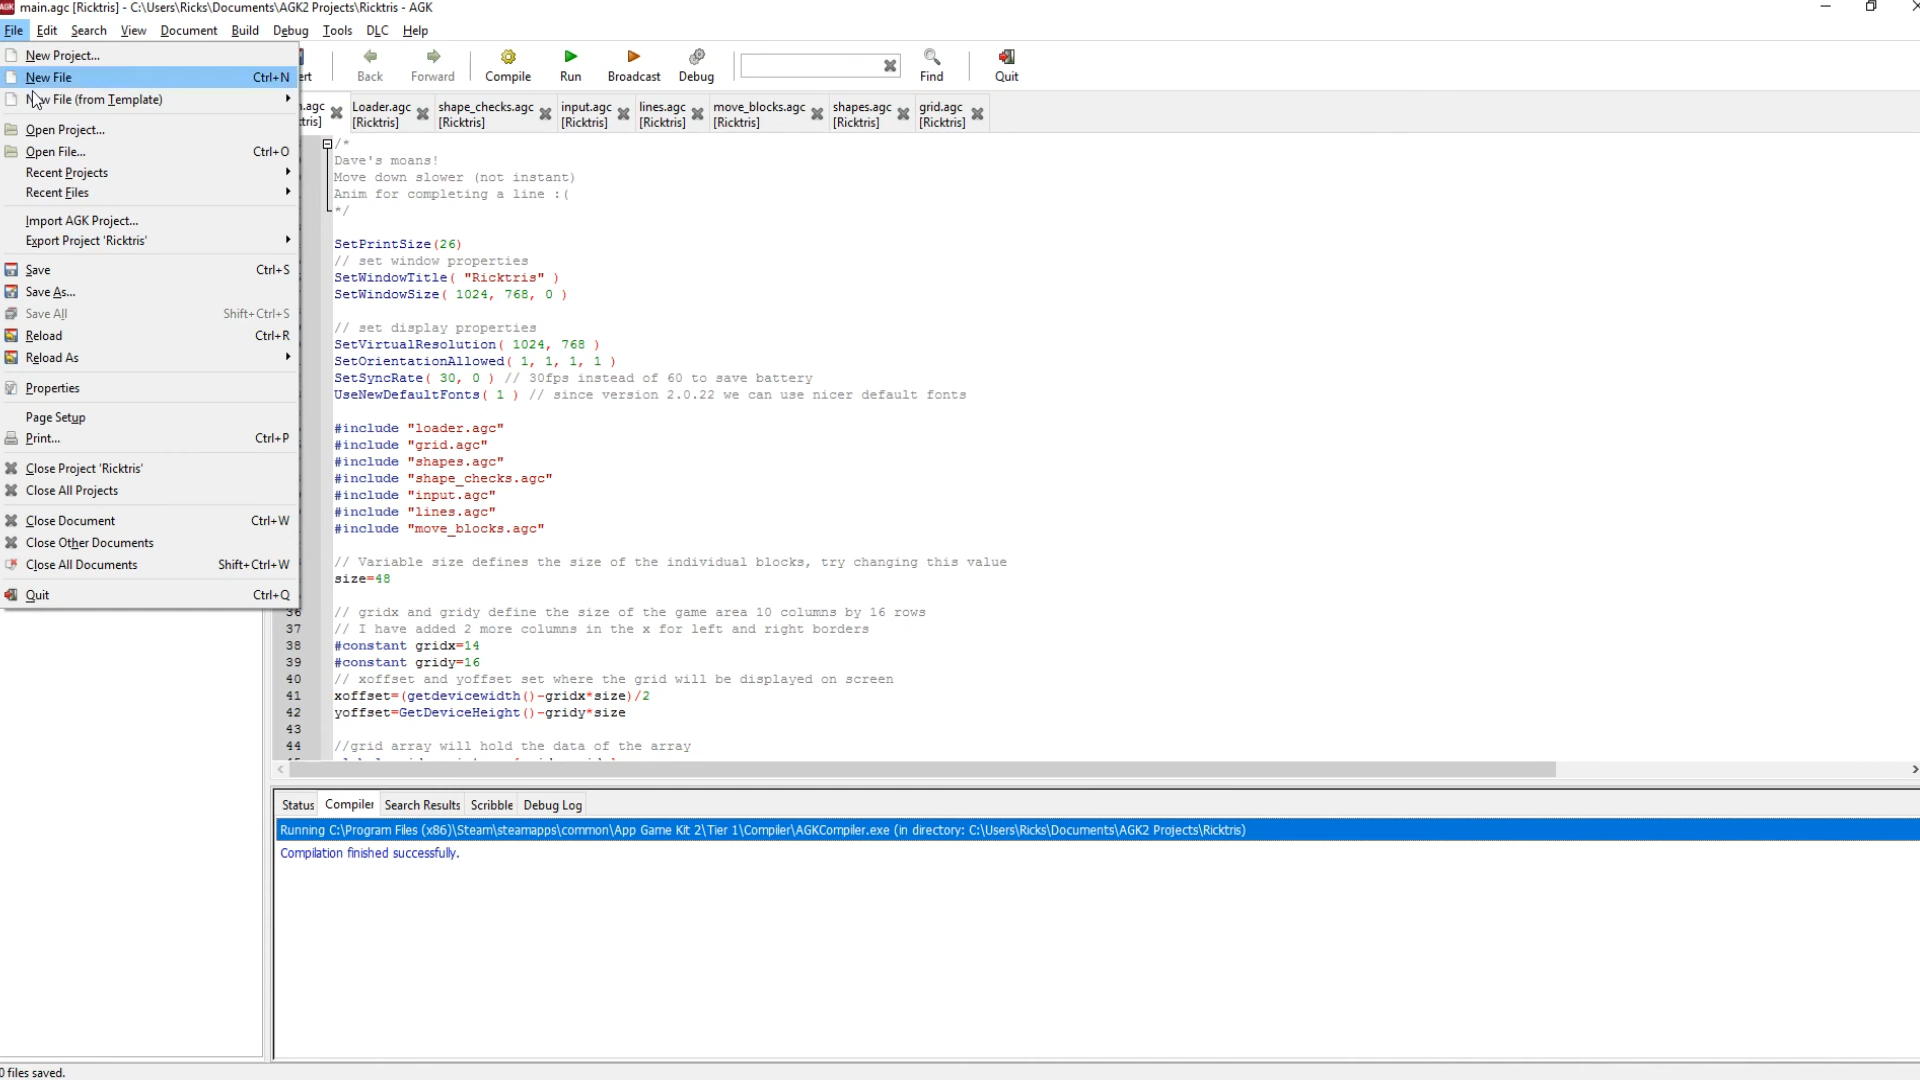 main.agc [Ricktris] - C:\Users\Ricks\Documents\AGK2 Projects\Ricktris - AGK
File Edit Search View Document Build Debug Tools DLC Help
Back Forward Compile Run Broadcast Debug Find Quit
New Project...
New File Ctrl+N
New File (from Template)
Open Project...
Open File... Ctrl+O
Recent Projects
Recent Files
Import AGK Project...
Export Project 'Ricktris'
Save Ctrl+S
Save As...
Save All Shift+Ctrl+S
Reload Ctrl+R
Reload As
Properties
Page Setup
Print... Ctrl+P
Close Project 'Ricktris'
Close All Projects
Close Document Ctrl+W
Close Other Documents
Close All Documents Shift+Ctrl+W
Quit Ctrl+Q
Loader.agc shape_checks.agc input.agc lines.agc move_blocks.agc shapes.agc grid.agc
[Ricktris] [Ricktris] [Ricktris] [Ricktris] [Ricktris] [Ricktris] [Ricktris]
/*
Dave's moans!
Move down slower (not instant)
Anim for completing a line :(
*/
SetPrintSize(26)
// set window properties
SetWindowTitle( "Ricktris" )
SetWindowSize( 1024, 768, 0 )
// set display properties
SetVirtualResolution( 1024, 768 )
SetOrientationAllowed( 1, 1, 1, 1 )
SetSyncRate( 30, 0 ) // 30fps instead of 60 to save battery
UseNewDefaultFonts( 1 ) // since version 2.0.22 we can use nicer default fonts
#include "loader.agc"
#include "grid.agc"
#include "shapes.agc"
#include "shape_checks.agc"
#include "input.agc"
#include "lines.agc"
#include "move_blocks.agc"
// Variable size defines the size of the individual blocks, try changing this value
size=48
36 // gridx and gridy define the size of the game area 10 columns by 16 rows
37 // I have added 2 more columns in the x for left and right borders
38 #constant gridx=14
39 #constant gridy=16
40 // xoffset and yoffset set where the grid will be displayed on screen
41 xoffset=(getdevicewidth()-gridx*size)/2
42 yoffset=GetDeviceHeight()-gridy*size
43
44 //grid array will hold the data of the array
Status Compiler Search Results Scribble Debug Log
Running C:\Program Files (x86)\Steam\steamapps\common\App Game Kit 2\Tier 1\Compiler\AGKCompiler.exe (in directory: C:\Users\Ricks\Documents\AGK2 Projects\Ricktris)
Compilation finished successfully.
0 files saved.